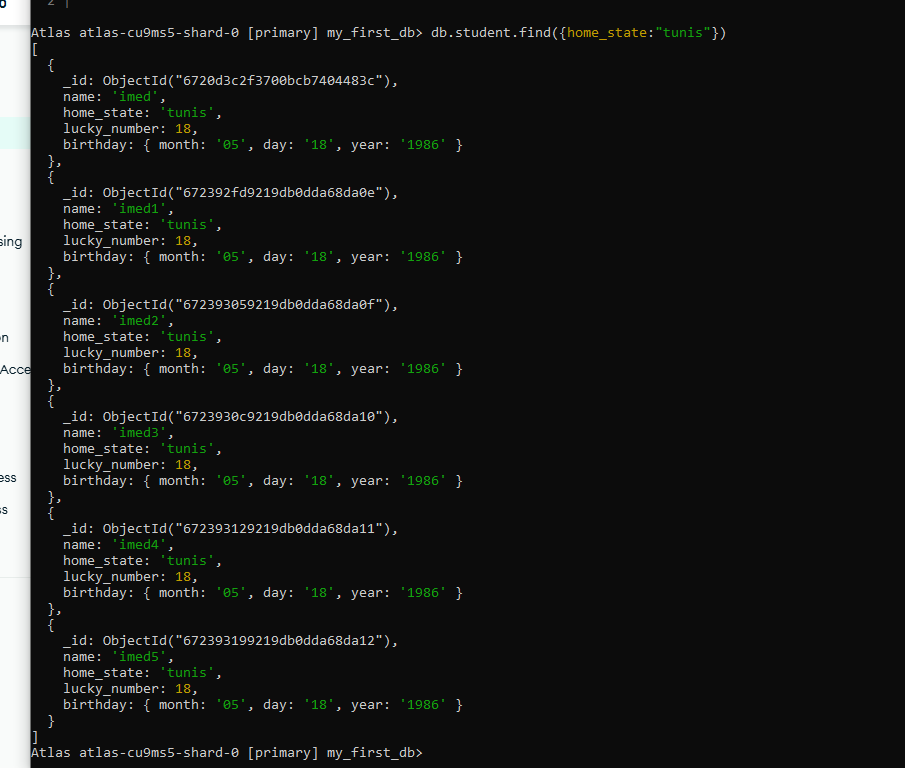 2
Atlas atlas-cu9ms5-shard-0 [primary] my_first_db> db.student.find({home_state:"tunis"})
[
  {
    _id: ObjectId("6720d3c2f3700bcb7404483c"),
    name: 'imed',
    home_state: 'tunis',
    lucky_number: 18,
    birthday: { month: '05', day: '18', year: '1986' }
  },
  {
    _id: ObjectId("672392fd9219db0dda68da0e"),
    name: 'imed1',
    home_state: 'tunis',
    lucky_number: 18,
    birthday: { month: '05', day: '18', year: '1986' }
  },
  {
    _id: ObjectId("672393059219db0dda68da0f"),
    name: 'imed2',
    home_state: 'tunis',
    lucky_number: 18,
    birthday: { month: '05', day: '18', year: '1986' }
  },
  {
    _id: ObjectId("6723930c9219db0dda68da10"),
    name: 'imed3',
    home_state: 'tunis',
    lucky_number: 18,
    birthday: { month: '05', day: '18', year: '1986' }
  },
  {
    _id: ObjectId("672393129219db0dda68da11"),
    name: 'imed4',
    home_state: 'tunis',
    lucky_number: 18,
    birthday: { month: '05', day: '18', year: '1986' }
  },
  {
    _id: ObjectId("672393199219db0dda68da12"),
    name: 'imed5',
    home_state: 'tunis',
    lucky_number: 18,
    birthday: { month: '05', day: '18', year: '1986' }
  }
]
Atlas atlas-cu9ms5-shard-0 [primary] my_first_db>
sing
n
Acce
ess
s